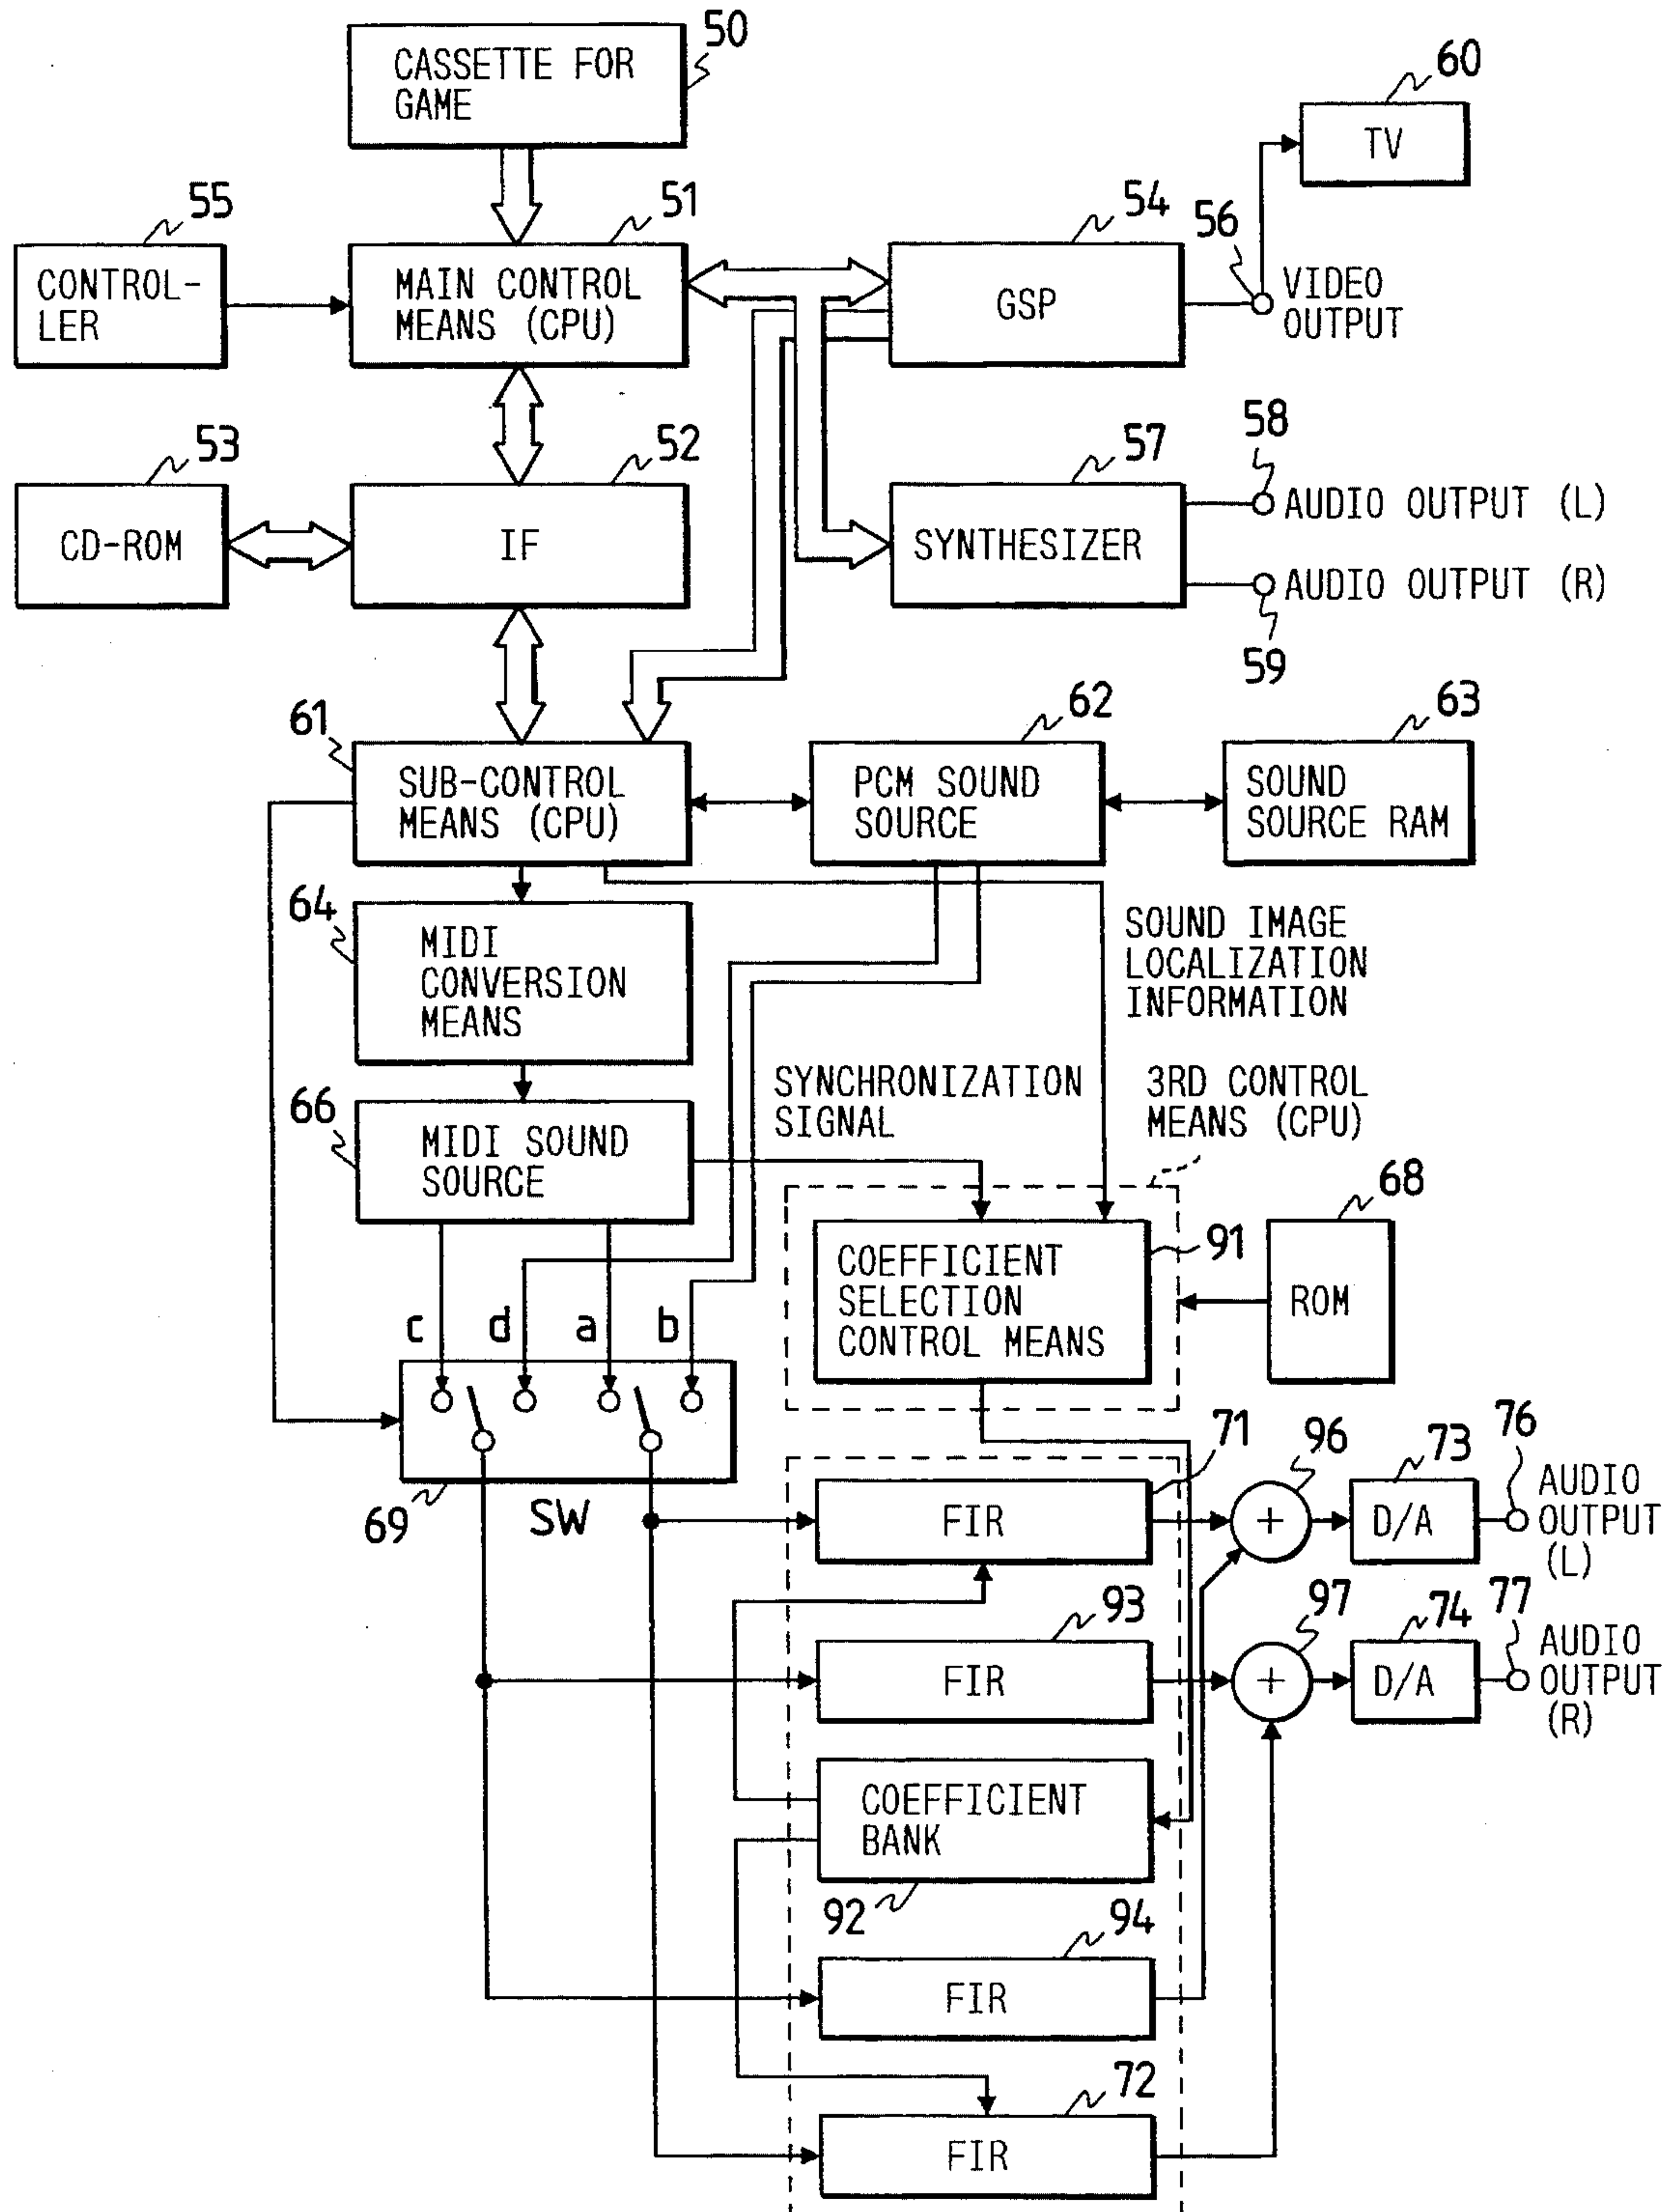 50
CASSETTE FOR
GAME
60
TV
55
CONTROL-
LER
51
MAIN CONTROL
MEANS (CPU)
54
GSP
56
VIDEO
OUTPUT
53
CD-ROM
52
IF
57
SYNTHESIZER
58
AUDIO OUTPUT (L)
AUDIO OUTPUT (R)
59
61
SUB-CONTROL
MEANS (CPU)
62
PCM SOUND
SOURCE
63
SOUND
SOURCE RAM
64
MIDI
CONVERSION
MEANS
SOUND IMAGE
LOCALIZATION
INFORMATION
66
MIDI SOUND
SOURCE
SYNCHRONIZATION
SIGNAL
3RD CONTROL
MEANS (CPU)
68
ROM
91
COEFFICIENT
SELECTION
CONTROL MEANS
c d a b
69
SW
71
FIR
96
+
73
D/A
76
AUDIO
OUTPUT
(L)
93
FIR
97
+
74
D/A
77
AUDIO
OUTPUT
(R)
COEFFICIENT
BANK
92
94
FIR
72
FIR